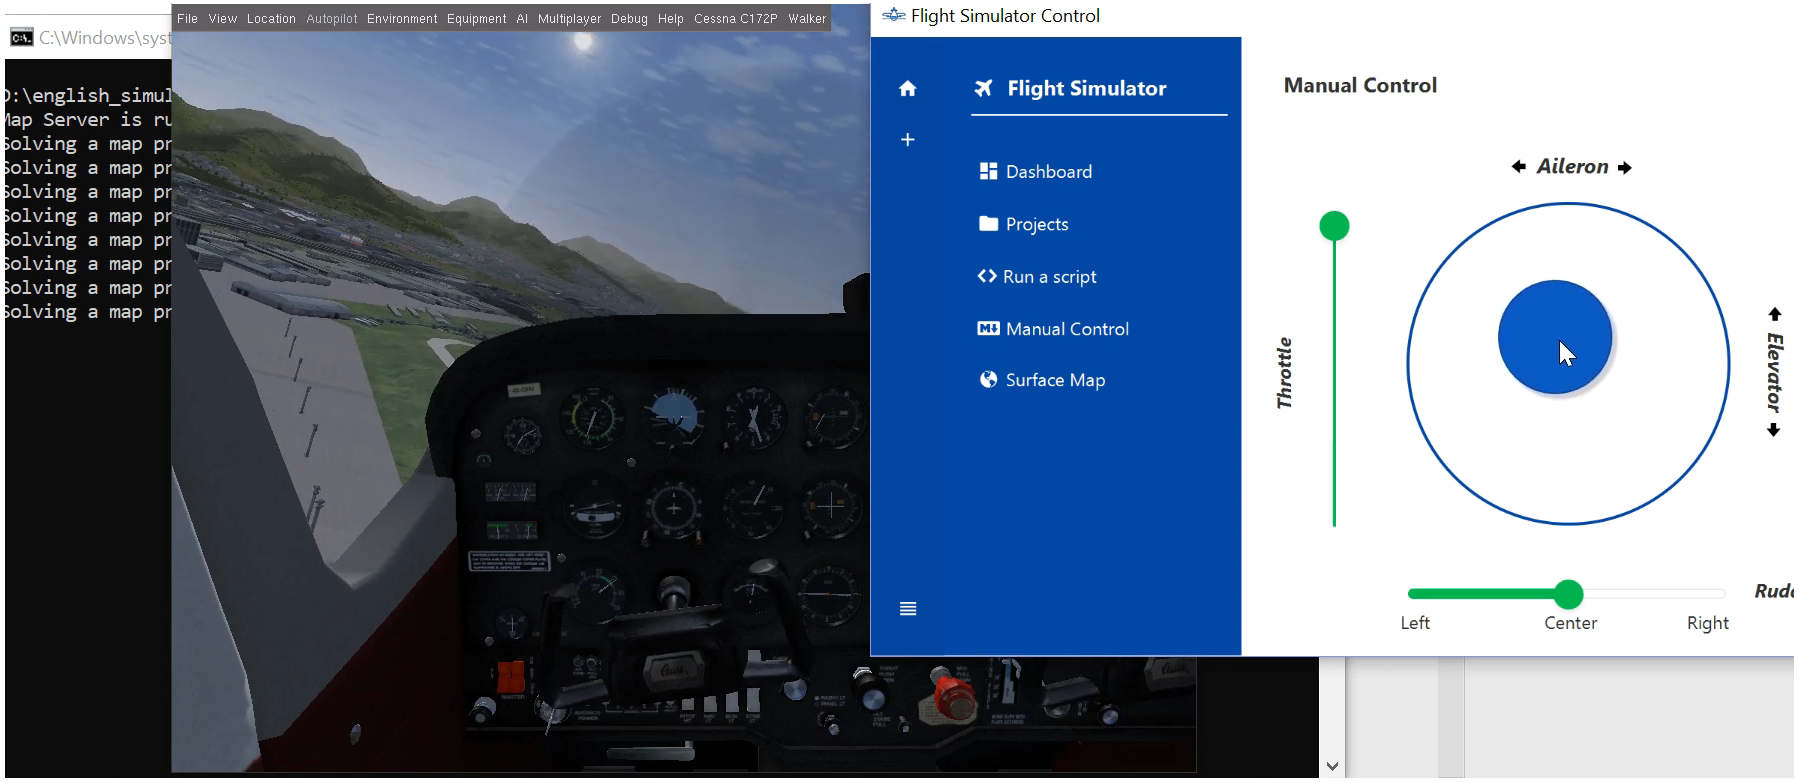 C:\Windows\syst
D:\english_simul
Map Server is ru
Solving a map pr
Solving a map pr
Solving a map pr
Solving a map pr
Solving a map pr
Solving a map pr
Solving a map pr
Solving a map pr
File View Location Autopilot Environment Equipment AI Multiplayer Debug Help Cessna C172P Walker
MASTER
Flight Simulator Control
Flight Simulator
Dashboard
Projects
Run a script
Manual Control
Surface Map
Manual Control
Aileron
Throttle
Elevator
Rudd
Left
Center
Right